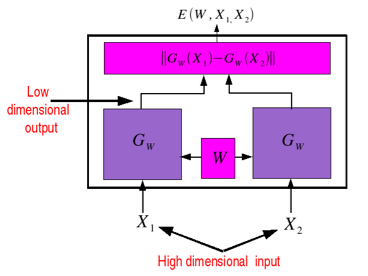 E(W, X₁, X₂)
‖G_W(X₁)−G_W(X₂)‖
Low
dimensional
output
G_W
W
G_W
X₁
X₂
High dimensional input